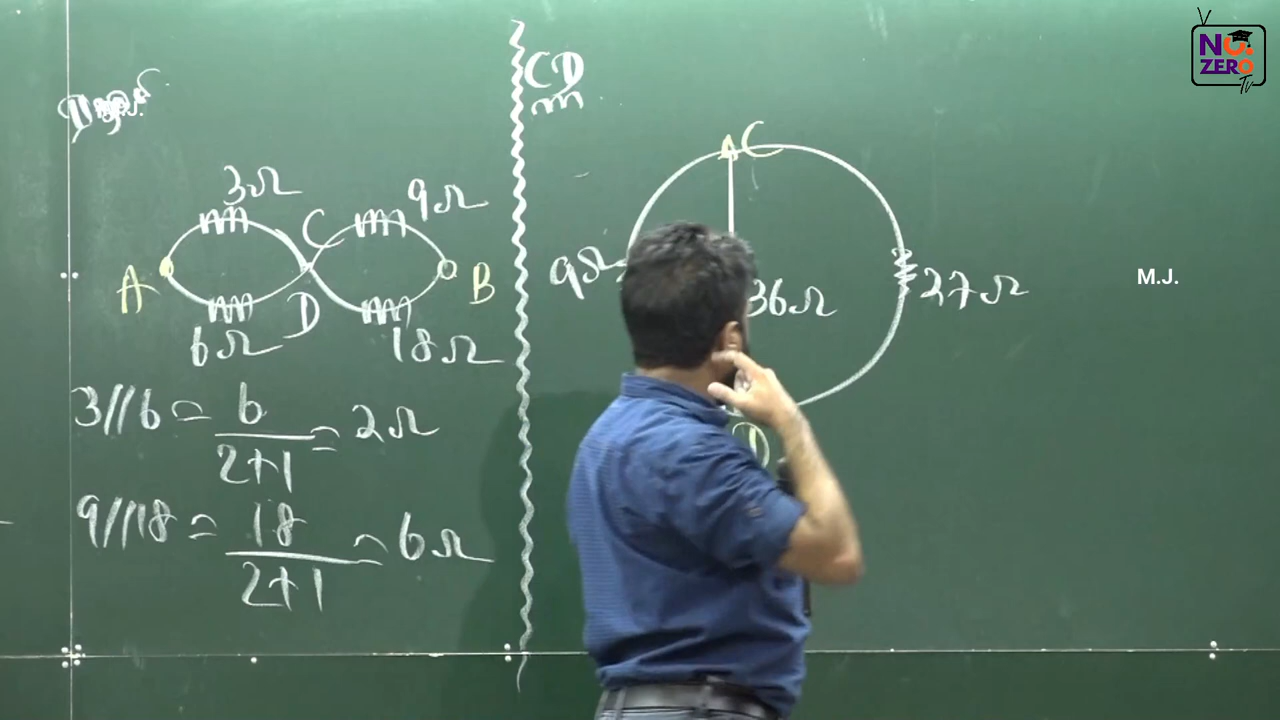 3Ω
9Ω
C
A
B
D
6Ω
18Ω
3//6 = 6/2+1 = 2Ω
9//18 = 18/2+1 = 6Ω
CD
C
9Ω
36Ω
27Ω
D
NO.
ZERO
Tv
M.J.